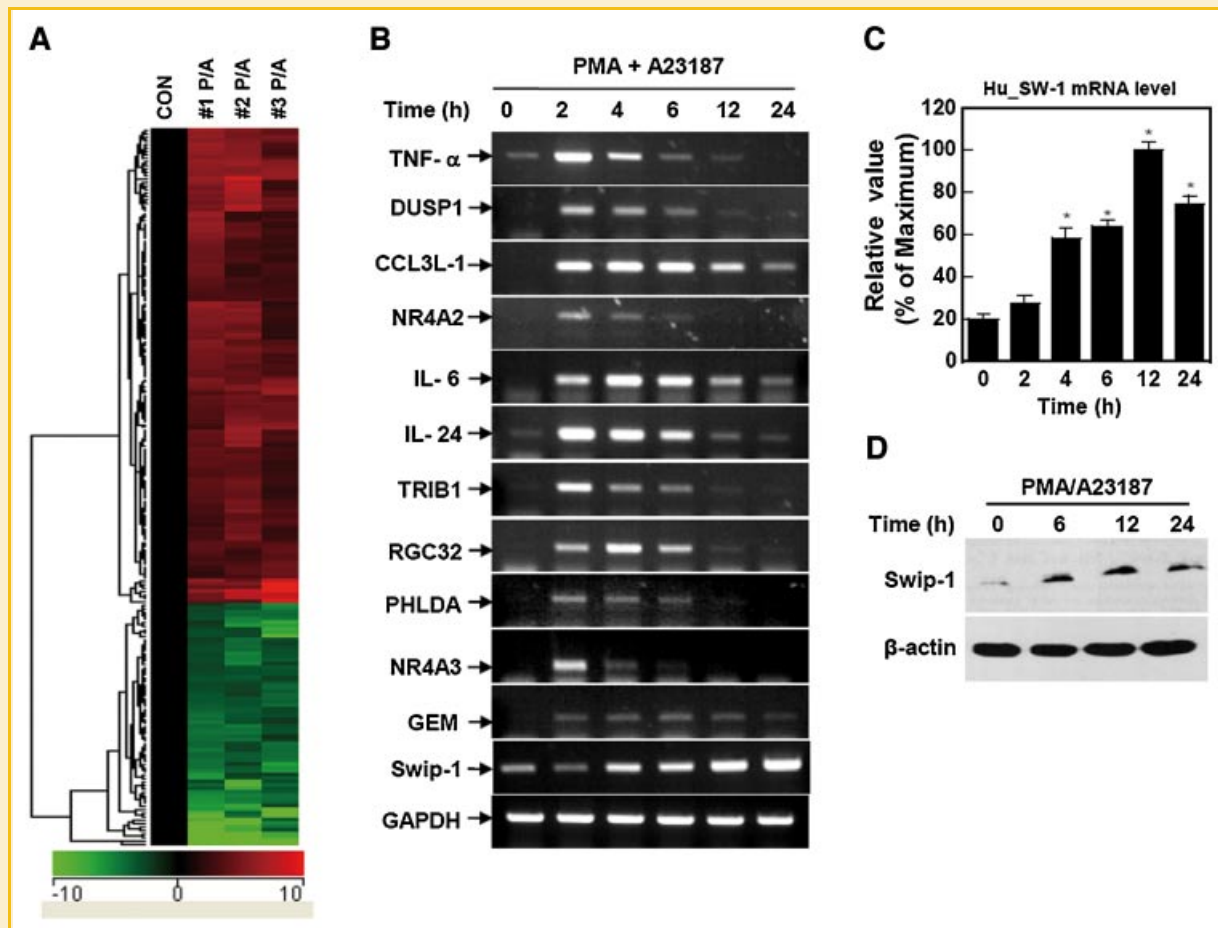 A
CON
#1 P/A
#2 P/A
#3 P/A
-10 0 10
B
PMA + A23187
Time (h) 0 2 4 6 12 24
TNF- α
DUSP1
CCL3L-1
NR4A2
IL- 6
IL- 24
TRIB1
RGC32
PHLDA
NR4A3
GEM
Swip-1
GAPDH
C
Hu_SW-1 mRNA level
Relative value
(% of Maximum)
120
100
80
60
40
20
0
* * * *
0 2 4 6 12 24
Time (h)
D
PMA/A23187
Time (h) 0 6 12 24
Swip-1
β-actin